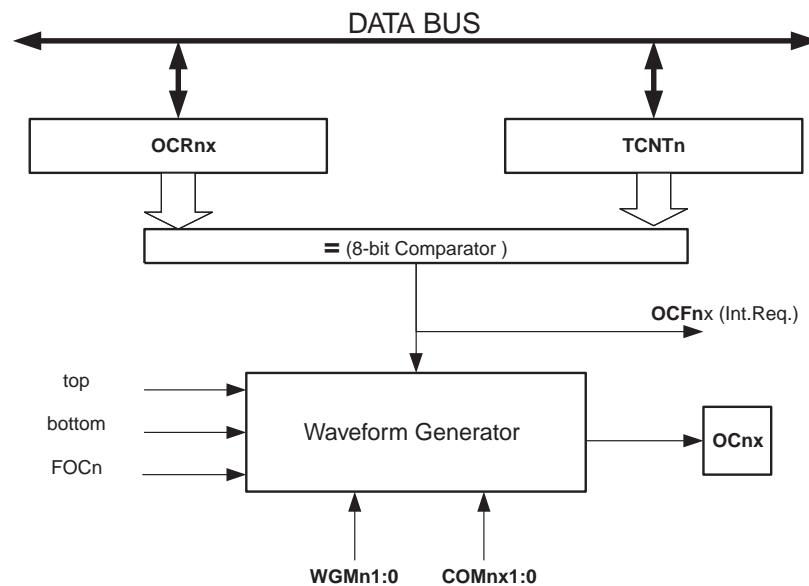 DATA BUS
OCRnx
TCNTn
= (8-bit Comparator )
OCFnx (Int.Req.)
top
bottom
FOCn
Waveform Generator
OCnx
WGMn1:0
COMnx1:0